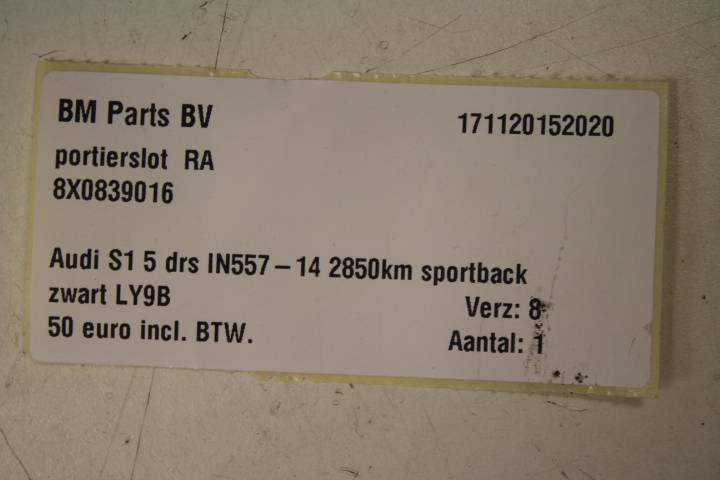 BM Parts BV 171120152020
portierslot RA
8X0839016
Audi S1 5 drs IN557-14 2850km sportback
zwart LY9B Verz: 8
50 euro incl. BTW. Aantal: 1